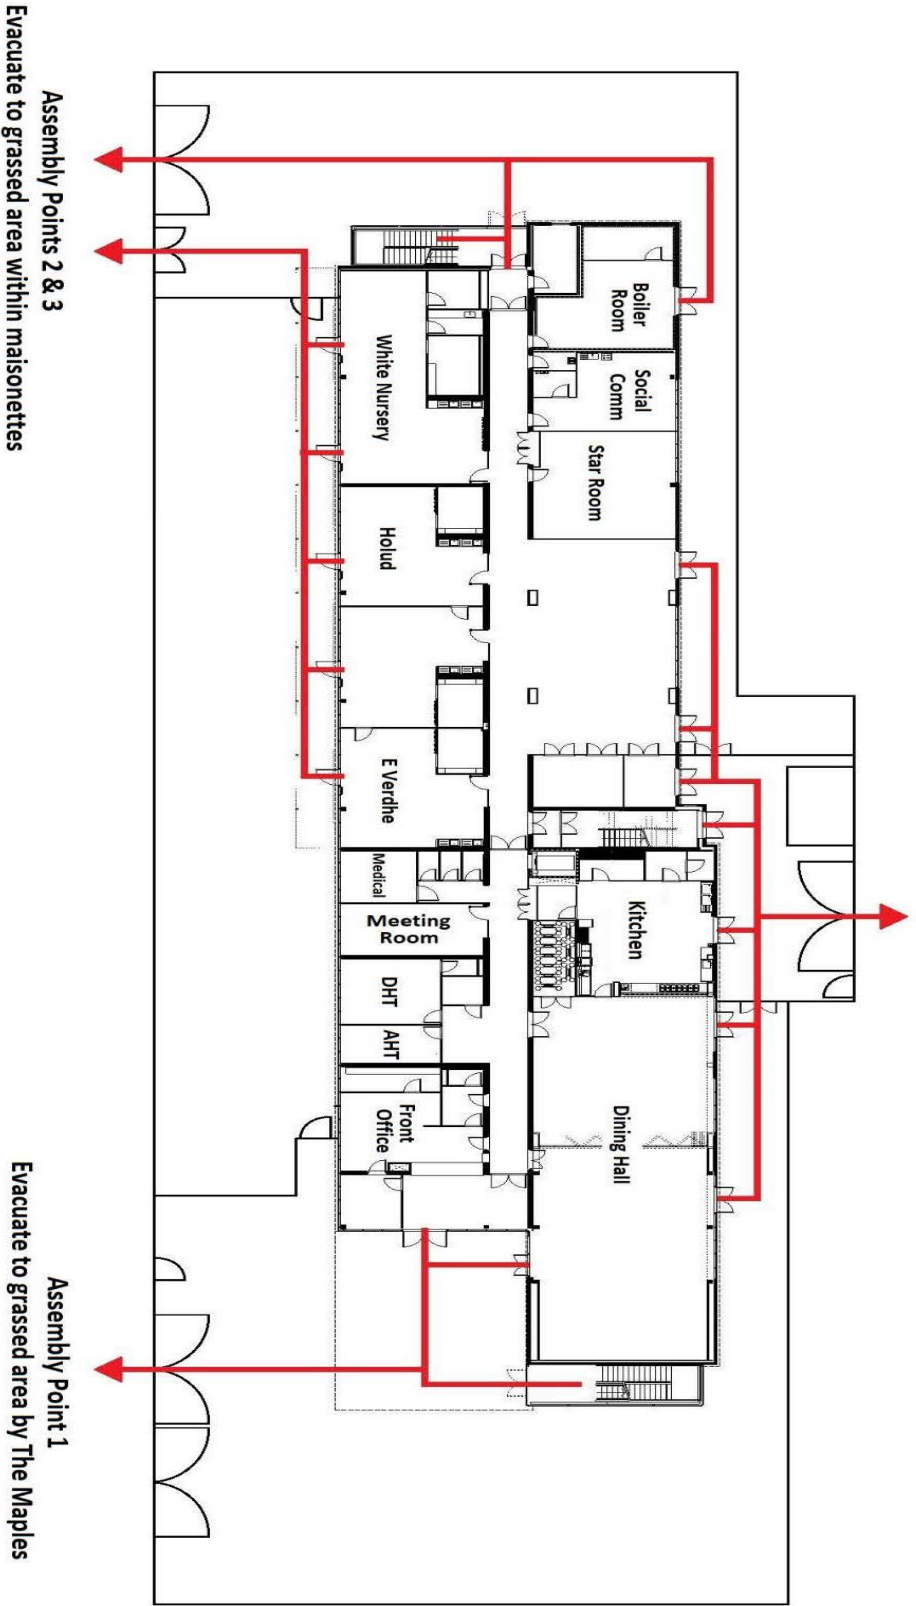 Assembly Points 2 & 3
Evacuate to grassed area within maisonettes
Assembly Point 1
Evacuate to grassed area by The Maples
White Nursery
Holud
E Verdhe
Medical
Meeting
Room
DHT
AHT
Front
Office
Boiler
Room
Social
Comm
Star Room
Kitchen
Dining Hall